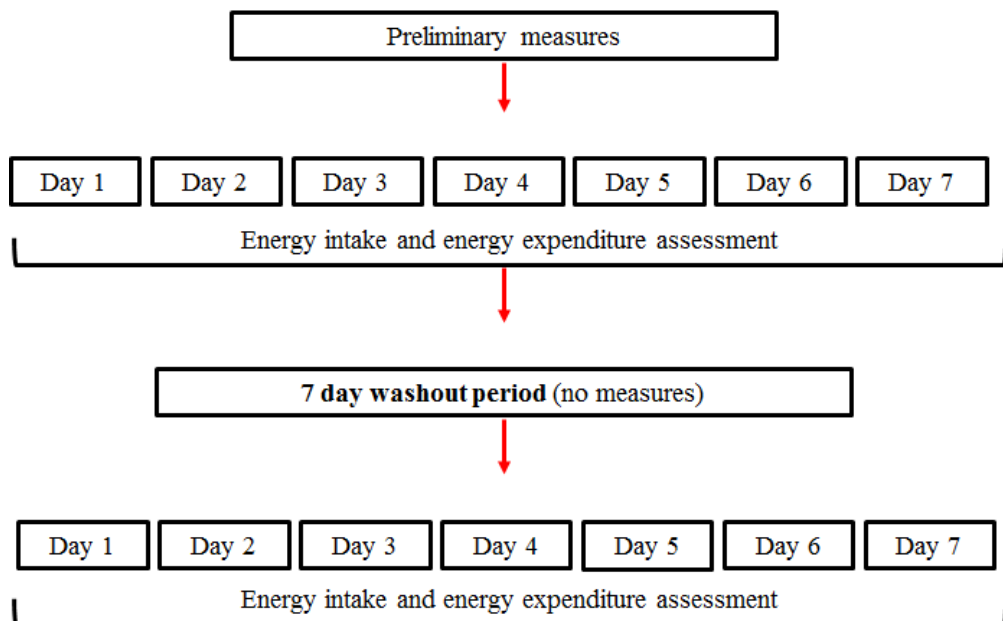 Preliminary measures
Day 1 Day 2 Day 3 Day 4 Day 5 Day 6 Day 7
Energy intake and energy expenditure assessment
7 day washout period (no measures)
Day 1 Day 2 Day 3 Day 4 Day 5 Day 6 Day 7
Energy intake and energy expenditure assessment